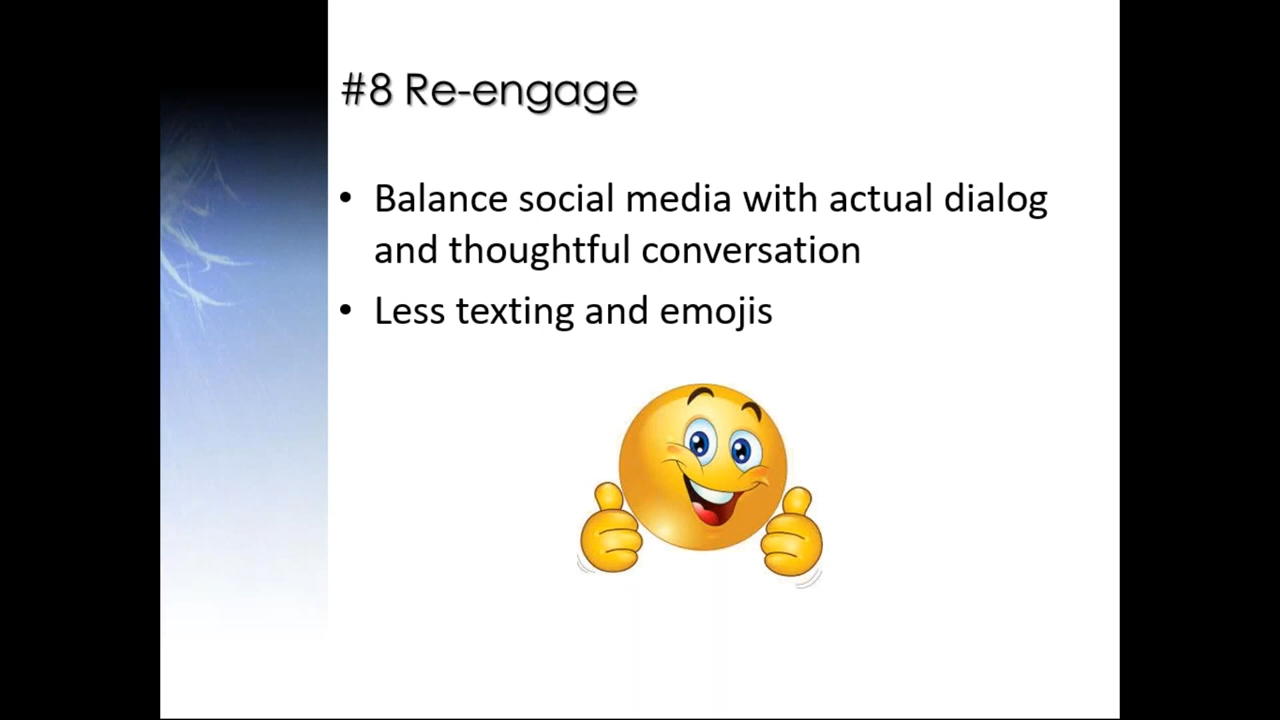 #8 Re-engage
• Balance social media with actual dialog
and thoughtful conversation
• Less texting and emojis